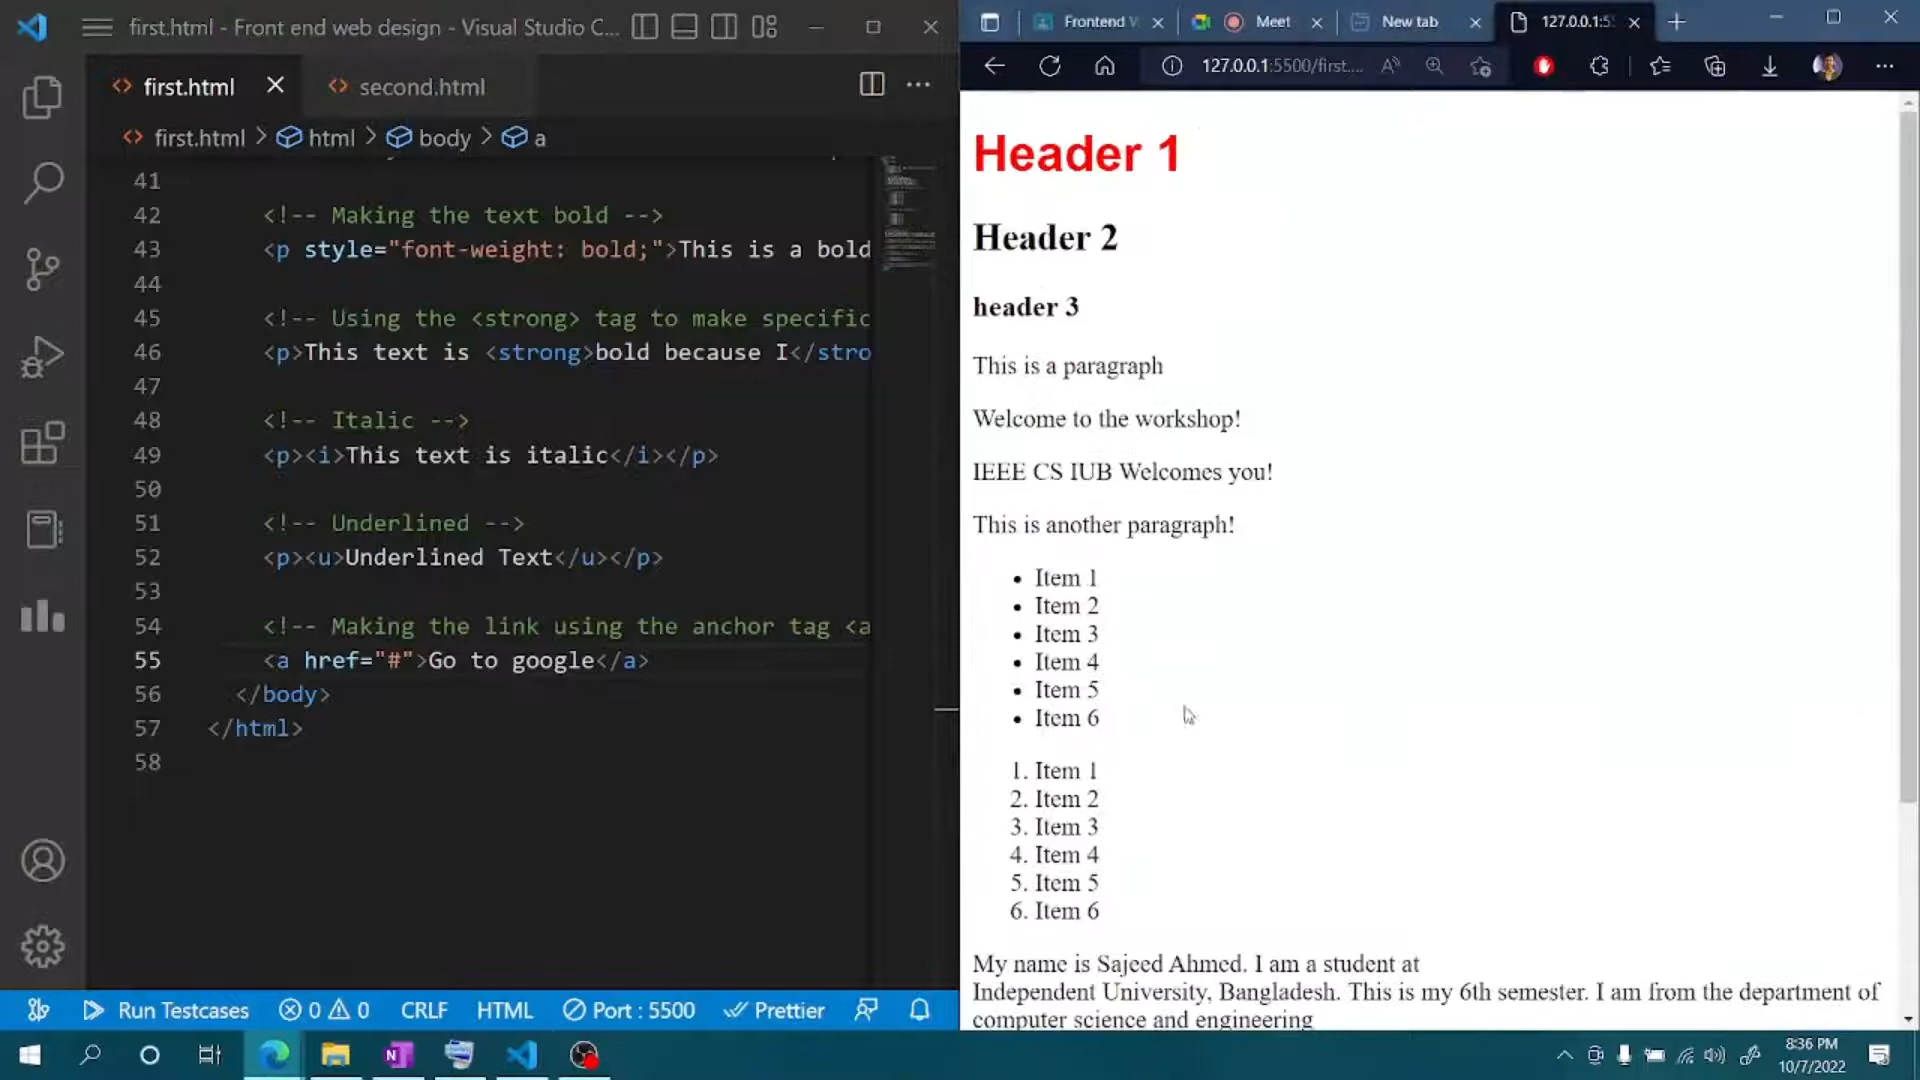 first.html - Front end web design - Visual Studio C...
first.html
second.html
first.html > html > body > a
41
42 <!-- Making the text bold -->
43 <p style="font-weight: bold;">This is a bold
44
45 <!-- Using the <strong> tag to make specific
46 <p>This text is <strong>bold because I</stro
47
48 <!-- Italic -->
49 <p><i>This text is italic</i></p>
50
51 <!-- Underlined -->
52 <p><u>Underlined Text</u></p>
53
54 <!-- Making the link using the anchor tag <a
55 <a href="#">Go to google</a>
56 </body>
57 </html>
58
Run Testcases 0 0 CRLF HTML Port : 5500 Prettier
Frontend Meet New tab 127.0.0.1:5
127.0.0.1:5500/first....
Header 1
Header 2
header 3
This is a paragraph
Welcome to the workshop!
IEEE CS IUB Welcomes you!
This is another paragraph!
• Item 1
• Item 2
• Item 3
• Item 4
• Item 5
• Item 6
1. Item 1
2. Item 2
3. Item 3
4. Item 4
5. Item 5
6. Item 6
My name is Sajeed Ahmed. I am a student at
Independent University, Bangladesh. This is my 6th semester. I am from the department of
computer science and engineering
8:36 PM
10/7/2022